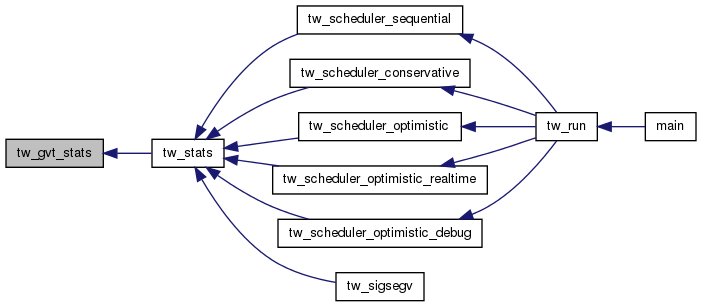 tw_scheduler_sequential
tw_scheduler_conservative
tw_scheduler_optimistic
tw_run
main
tw_gvt_stats
tw_stats
tw_scheduler_optimistic_realtime
tw_scheduler_optimistic_debug
tw_sigsegv